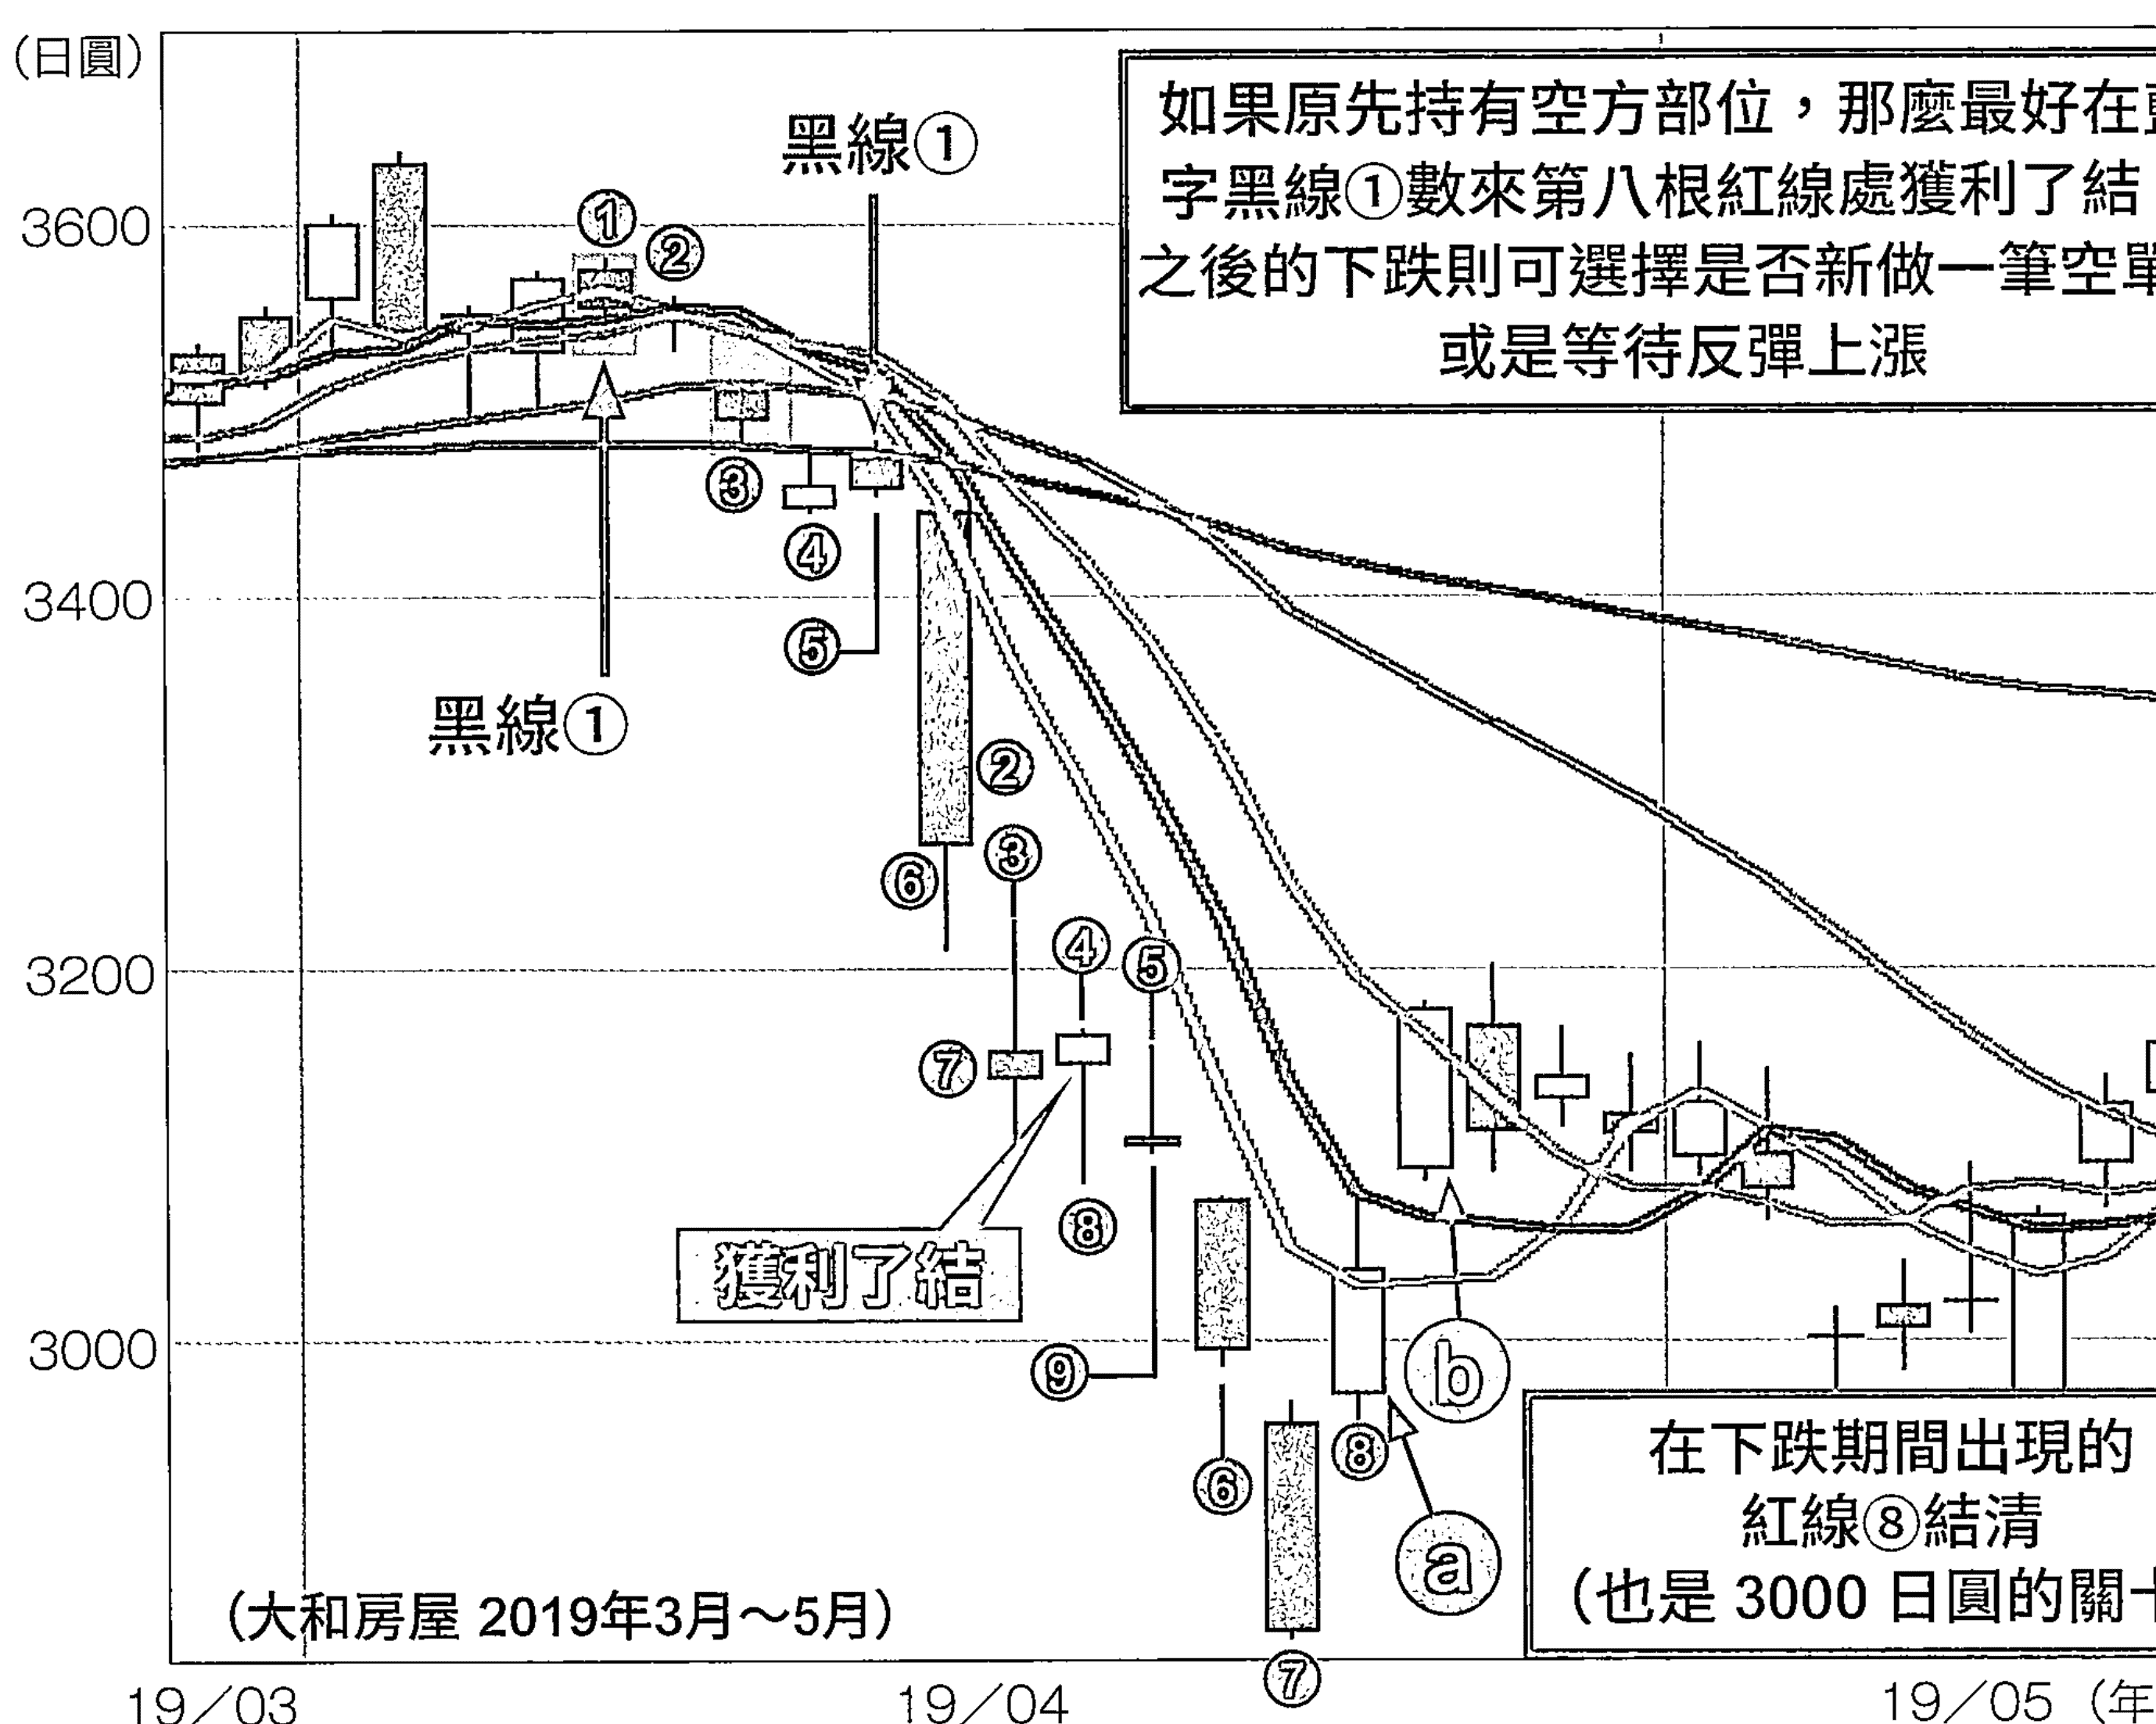 (日圓)
3600
3400
3200
3000
如果原先持有空方部位，那麼最好在
字黑線①數來第八根紅線處獲利了結
之後的下跌則可選擇是否新做一筆空單
或是等待反彈上漲
黑線①
①
②
③
④
⑤
黑線①
②
⑥
③
④
⑤
⑦
⑧
獲利了結
⑨
b
⑧
⑥
a
⑦
在下跌期間出現的
紅線⑧結清
（也是 3000 日圓的關
（大和房屋 2019年3月～5月）
19／03
19／04
19／05（年